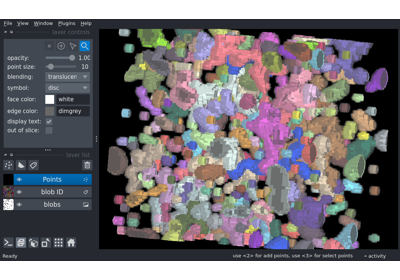 File View Window Plugins Help
layer controls
opacity: 1.00
point size: 10
blending: translucen
symbol: disc
face color: white
edge color: dimgrey
display text:
out of slice:
layer list
Points
blob ID
blobs
Ready
use <2> for add points, use <3> for select points
activity